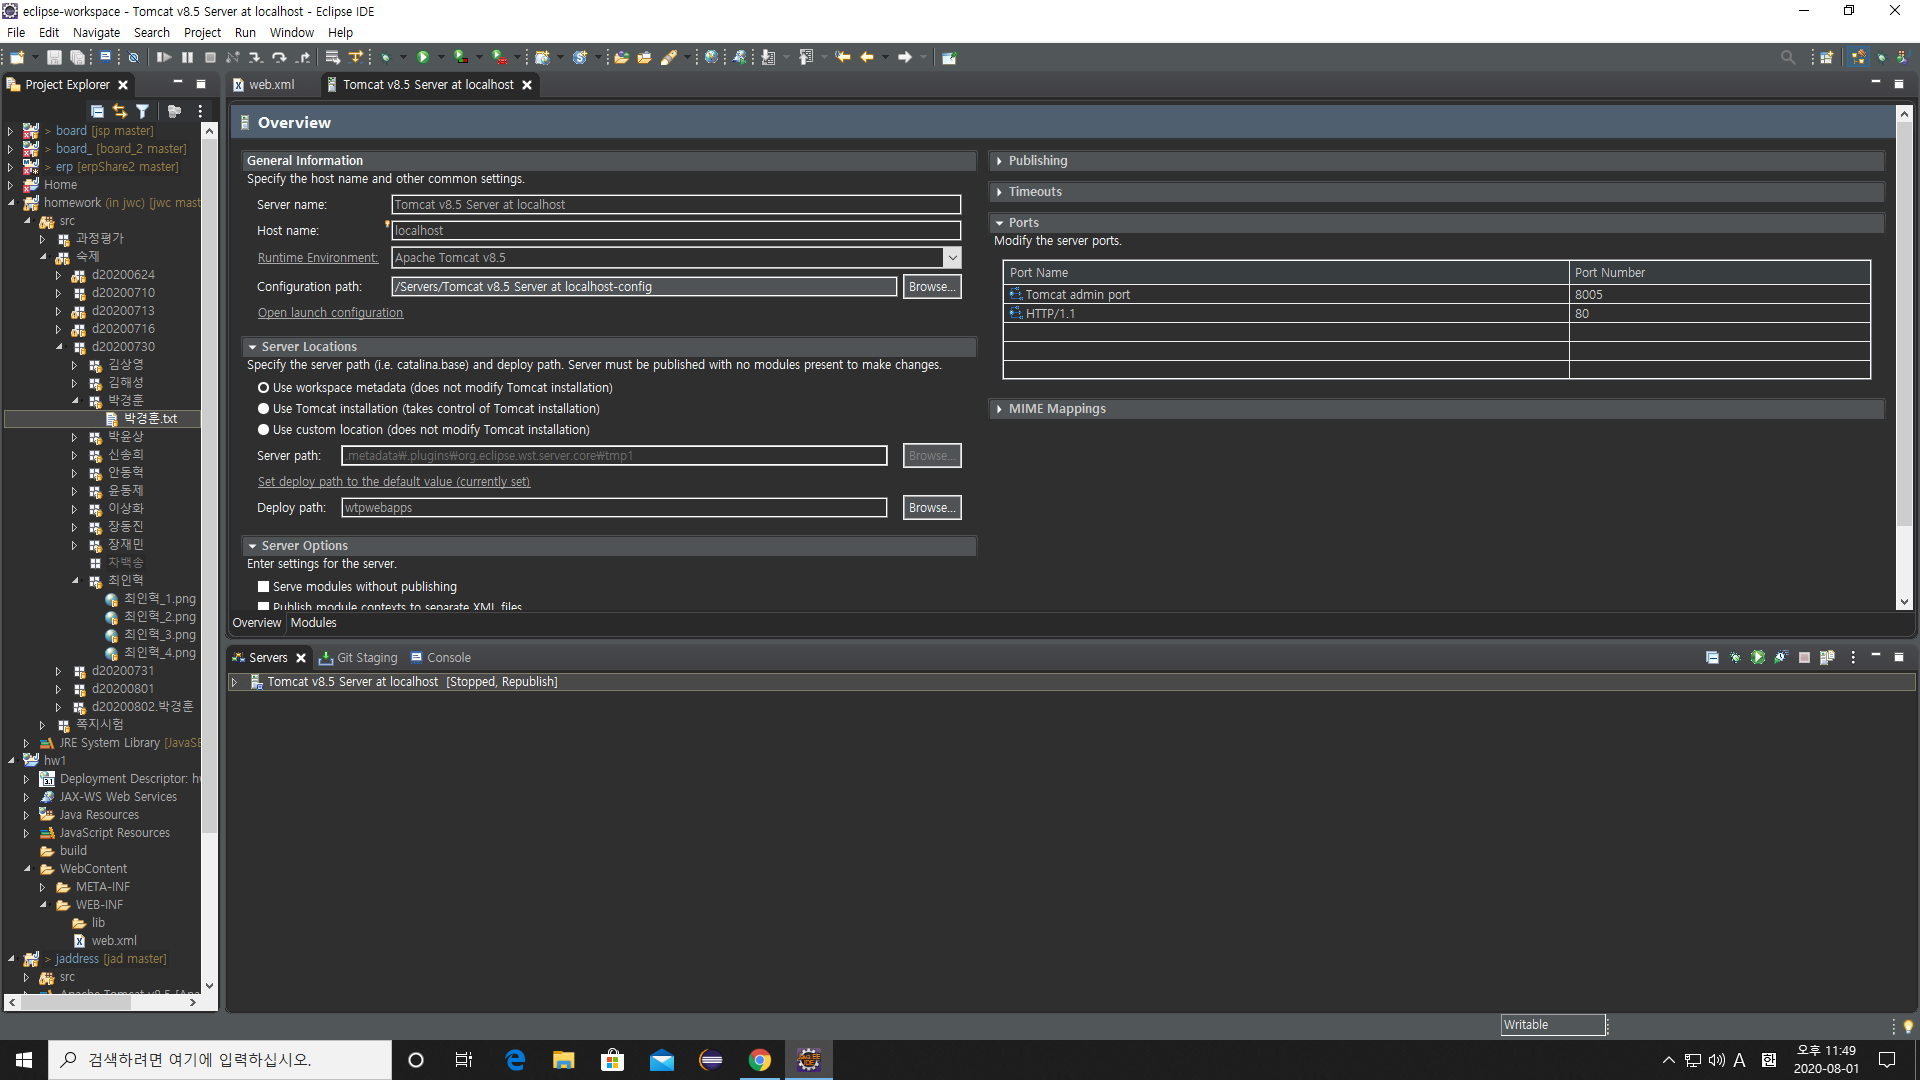 eclipse-workspace - Tomcat v8.5 Server at localhost - Eclipse IDE
File Edit Navigate Search Project Run Window Help
Project Explorer
web.xml
Tomcat v8.5 Server at localhost
> board [jsp master]
> board_ [board_2 master]
> erp [erpShare2 master]
Home
homework (in jwc) [jwc mast
src
과정평가
숙제
d20200624
d20200710
d20200713
d20200716
d20200730
김상영
김해성
박경훈
박경훈.txt
박윤상
신송희
안동혁
윤동제
이상화
장동진
장재민
차백송
최인혁
최인혁_1.png
최인혁_2.png
최인혁_3.png
최인혁_4.png
d20200731
d20200801
d20200802.박경훈
쪽지시험
JRE System Library [JavaSE
hw1
Deployment Descriptor: hw
JAX-WS Web Services
Java Resources
JavaScript Resources
build
WebContent
META-INF
WEB-INF
lib
web.xml
> jaddress [jad master]
src
Apache Tomcat v8.5 [Apa
Overview
General Information
Specify the host name and other common settings.
Server name: Tomcat v8.5 Server at localhost
Host name: localhost
Runtime Environment: Apache Tomcat v8.5
Configuration path: /Servers/Tomcat v8.5 Server at localhost-config Browse...
Open launch configuration
Server Locations
Specify the server path (i.e. catalina.base) and deploy path. Server must be published with no modules present to make changes.
Use workspace metadata (does not modify Tomcat installation)
Use Tomcat installation (takes control of Tomcat installation)
Use custom location (does not modify Tomcat installation)
Server path: .metadata₩.plugins₩org.eclipse.wst.server.core₩tmp1 Browse...
Set deploy path to the default value (currently set)
Deploy path: wtpwebapps Browse...
Server Options
Enter settings for the server.
Serve modules without publishing
Publish module contexts to separate XML files
Publishing
Timeouts
Ports
Modify the server ports.
Port Name Port Number
Tomcat admin port 8005
HTTP/1.1 80
MIME Mappings
Overview Modules
Servers Git Staging Console
Tomcat v8.5 Server at localhost [Stopped, Republish]
Writable
검색하려면 여기에 입력하십시오.
A 한
오후 11:49
2020-08-01